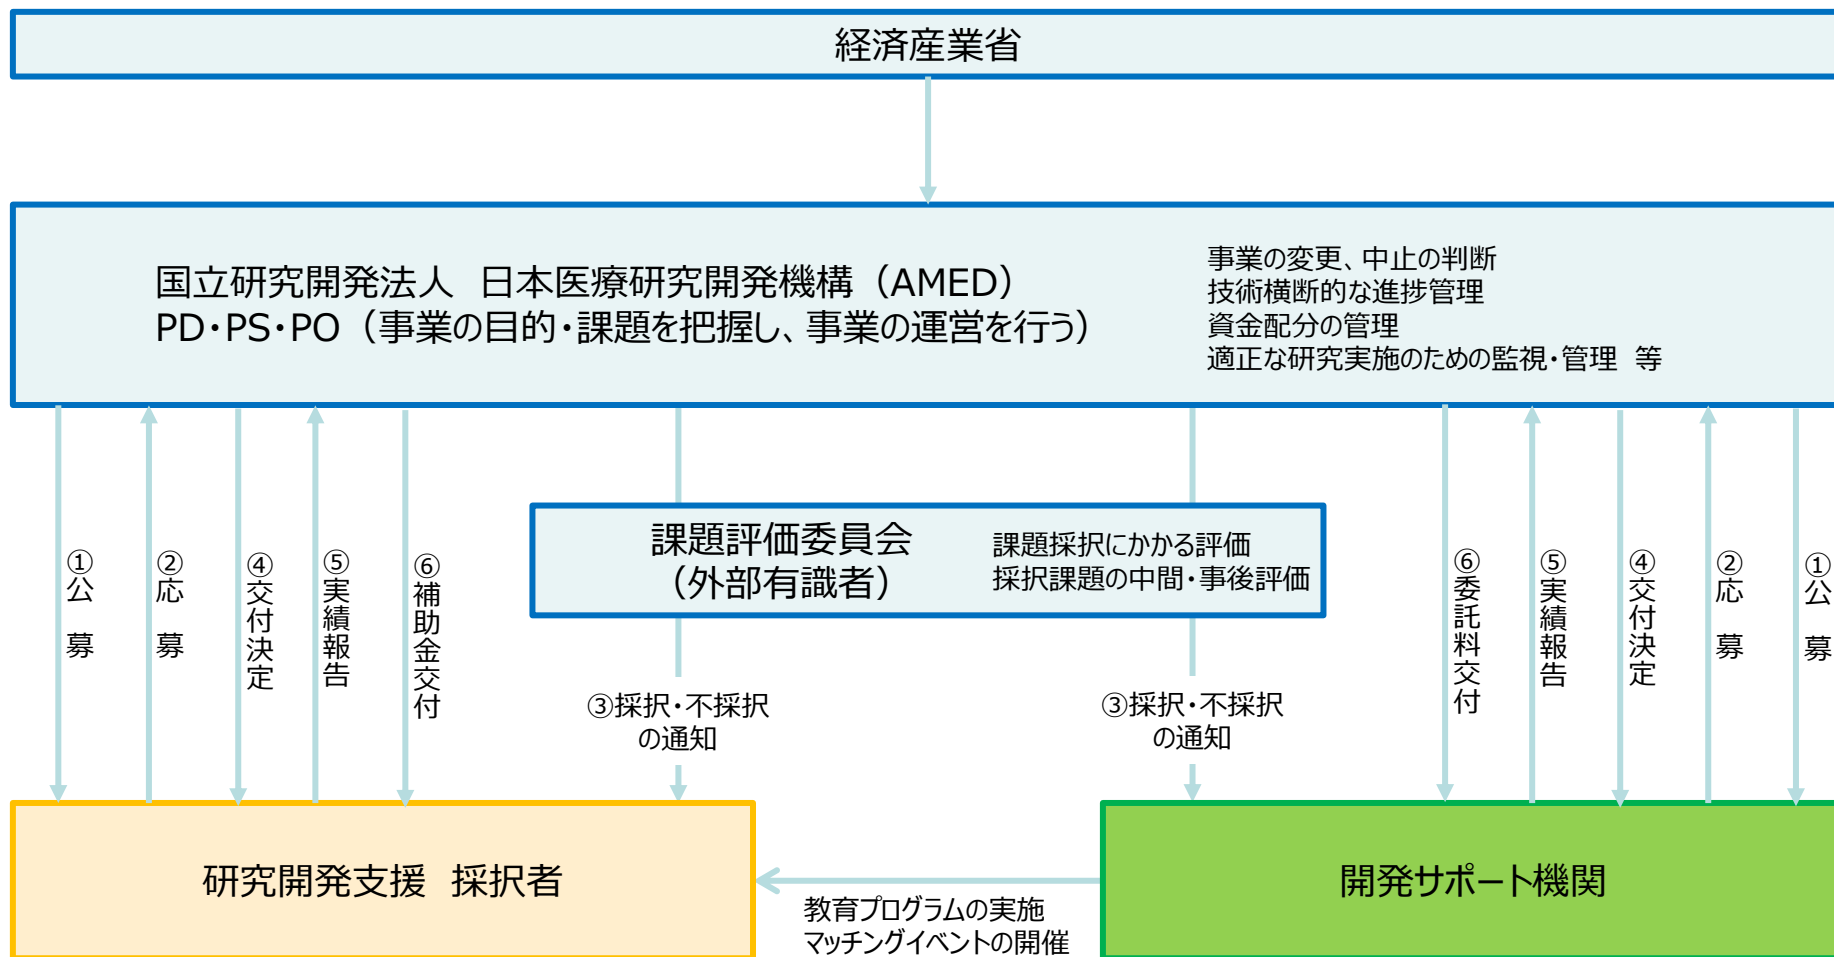 経済産業省
国立研究開発法人　日本医療研究開発機構（AMED）
PD・PS・PO（事業の目的・課題を把握し、事業の運営を行う）
事業の変更、中止の判断
技術横断的な進捗管理
資金配分の管理
適正な研究実施のための監視・管理　等
①公　募
②応　募
④交付決定
⑤実績報告
⑥補助金交付
課題評価委員会
（外部有識者）
課題採択にかかる評価
採択課題の中間・事後評価
③採択・不採択
の通知
③採択・不採択
の通知
⑥委託料交付
⑤実績報告
④交付決定
②応　募
①公　募
研究開発支援　採択者
教育プログラムの実施
マッチングイベントの開催
開発サポート機関